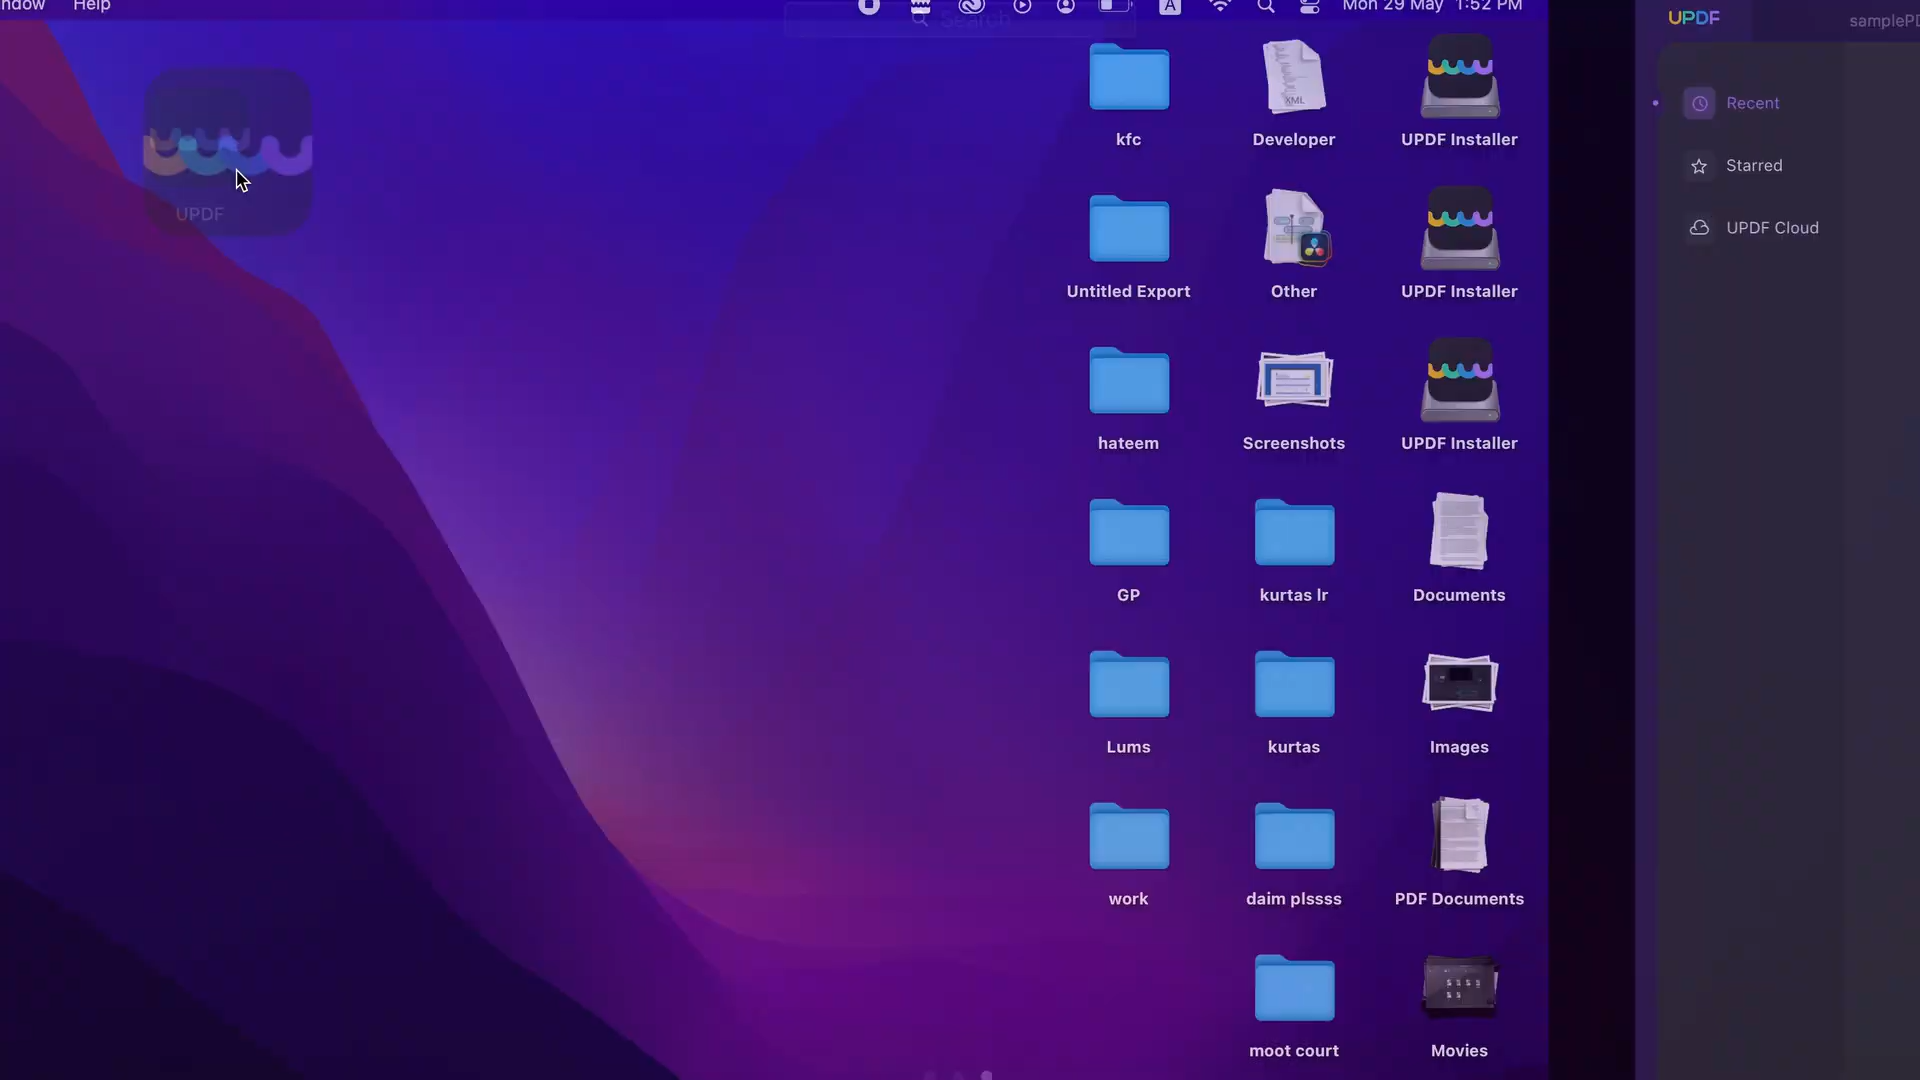 Help
Search
A
Mon 29 May 1:52 PM
UPDF
UPDF
Recent
Starred
UPDF Cloud
kfc
XML
Developer
UPDF Installer
Untitled Export
Other
UPDF Installer
hateem
Screenshots
UPDF Installer
GP
kurtas lr
Documents
Lums
kurtas
Images
work
daim plssss
PDF Documents
moot court
Movies